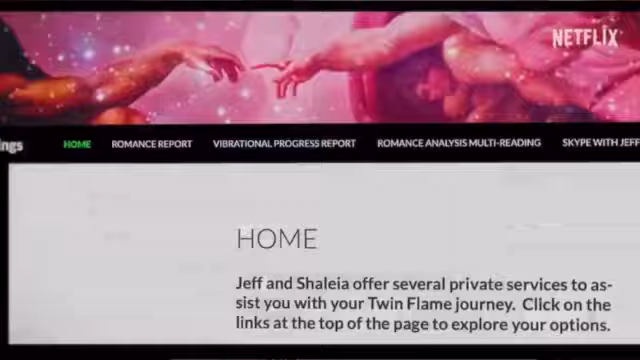 NETFLIX
ngs HOME ROMANCE REPORT VIBRATIONAL PROGRESS REPORT ROMANCE ANALYSIS MULTI-READING SKYPE WITH JEFF
HOME
Jeff and Shaleia offer several private services to as-
sist you with your Twin Flame journey. Click on the
links at the top of the page to explore your options.